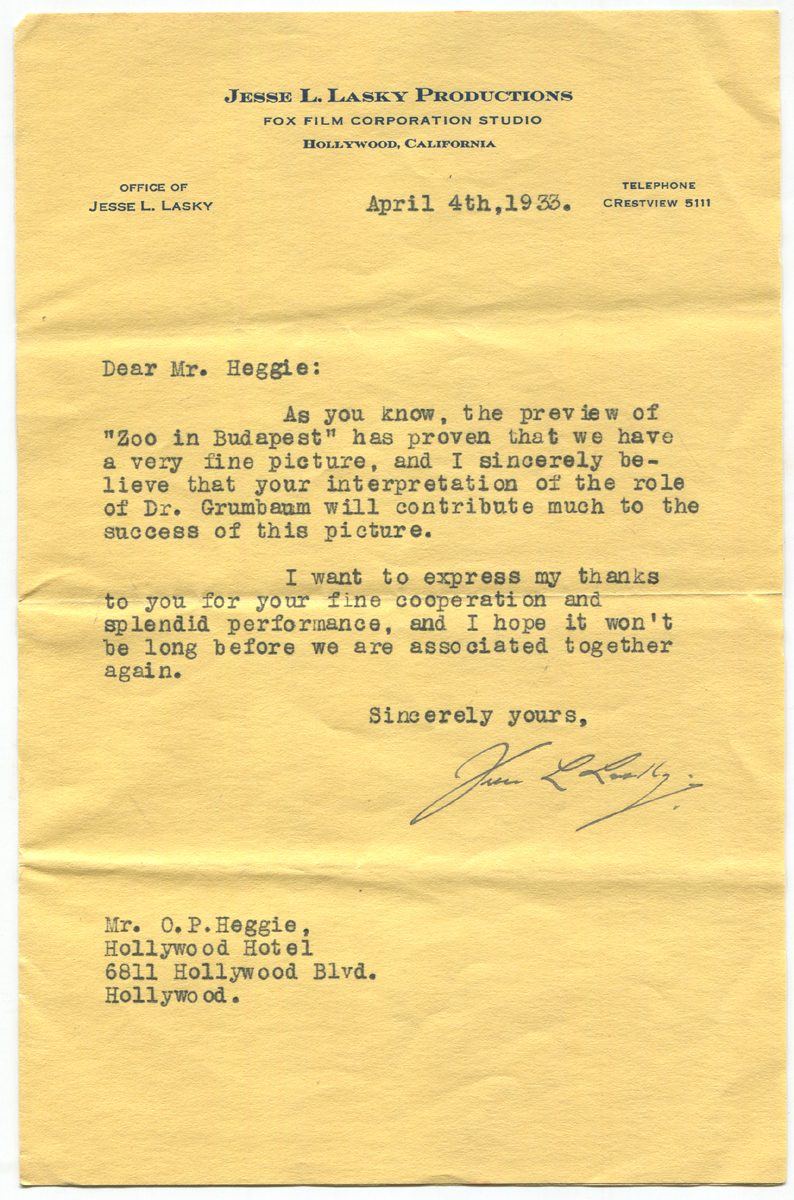 JESSE L. LASKY PRODUCTIONS
FOX FILM CORPORATION STUDIO
HOLLYWOOD, CALIFORNIA
OFFICE OF
JESSE L. LASKY
April 4th,1933.
TELEPHONE
CRESTVIEW 5111
Dear Mr. Heggie:
As you know, the preview of
"Zoo in Budapest" has proven that we have
a very fine picture, and I sincerely be-
lieve that your interpretation of the role
of Dr. Grumbaum will contribute much to the
success of this picture.
I want to express my thanks
to you for your fine cooperation and
splendid performance, and I hope it won't
be long before we are associated together
again.
Sincerely yours,
Jesse L Lasky.
Mr. O.P.Heggie,
Hollywood Hotel
6811 Hollywood Blvd.
Hollywood.